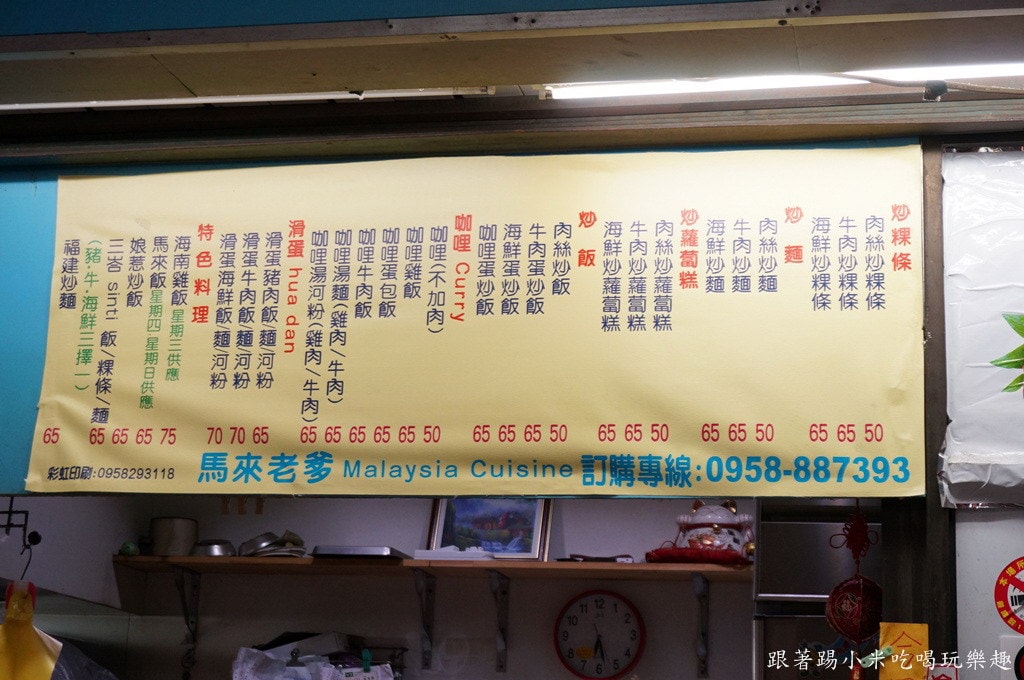 炒粿條
肉絲炒粿條 50
牛肉炒粿條 65
海鮮炒粿條 65
炒麵
肉絲炒麵 50
牛肉炒麵 65
海鮮炒麵 65
炒蘿蔔糕
肉絲炒蘿蔔糕 50
牛肉炒蘿蔔糕 65
海鮮炒蘿蔔糕 65
炒飯
肉絲炒飯 50
牛肉蛋炒飯 65
海鮮蛋炒飯 65
咖哩蛋炒飯 65
咖哩 Curry
咖哩(不加肉) 50
咖哩雞飯 65
咖哩蛋包飯 65
咖哩牛肉飯 65
咖哩湯麵(雞肉/牛肉) 65
咖哩湯河粉(雞肉/牛肉) 65
滑蛋 hua dan
滑蛋豬肉飯/麵/河粉 65
滑蛋牛肉飯/麵/河粉 70
滑蛋海鮮飯/麵/河粉 70
特色料理
海南雞飯 星期三供應 75
馬來飯 星期四.星期日供應 65
娘惹炒飯 65
三峇 sinti 飯/粿條/麵 65
(豬.牛.海鮮三擇一)
福建炒麵 65
彩虹印刷:0958293118
馬來老爹 Malaysia Cuisine 訂購專線:0958-887393
跟著踢小米吃喝玩樂趣